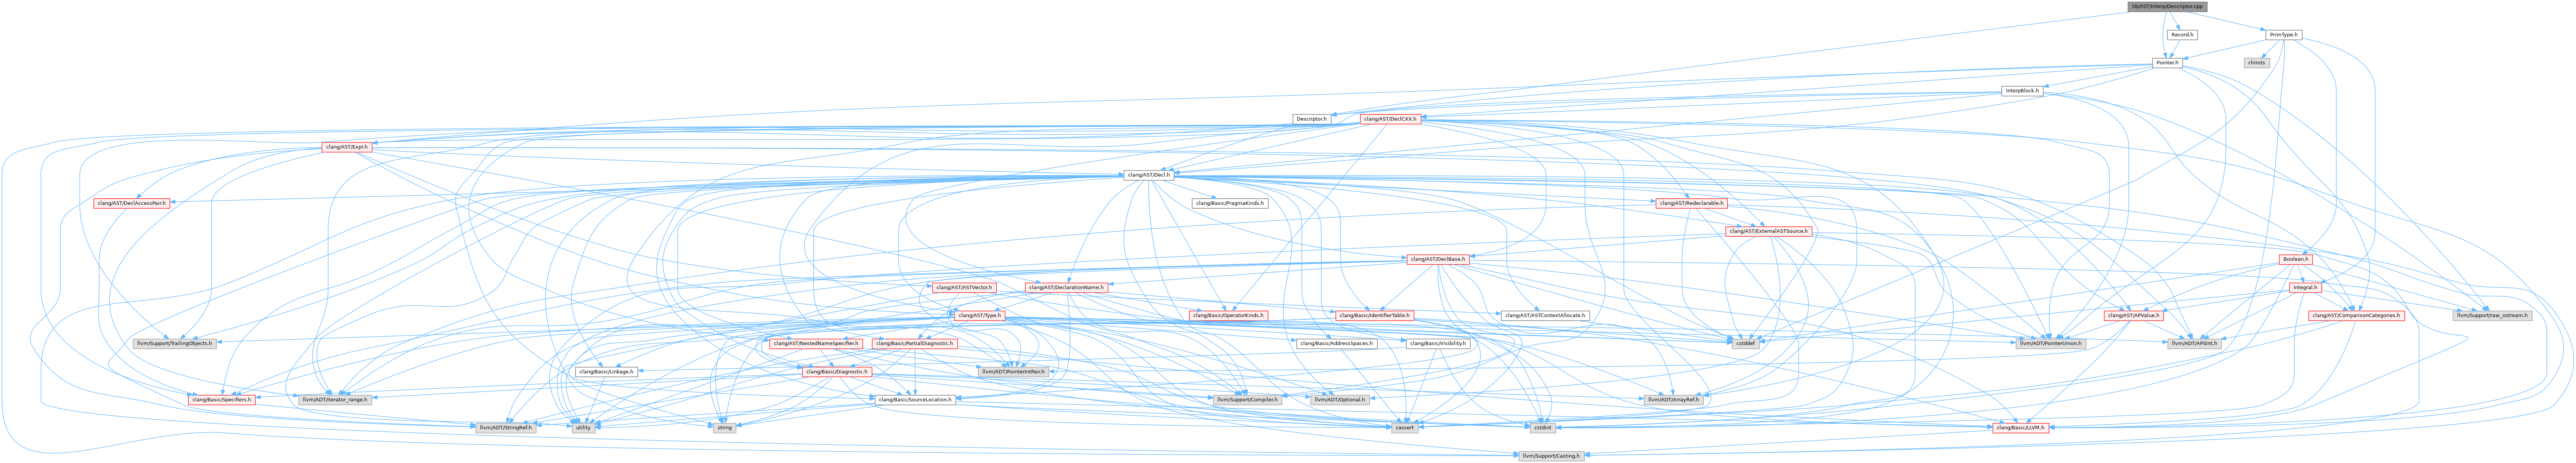 lib/AST/Interp/Descriptor.cpp
Record.h
PrimType.h
Pointer.h
climits
InterpBlock.h
Descriptor.h
clang/AST/DeclCXX.h
clang/AST/Expr.h
clang/AST/Decl.h
clang/AST/DeclAccessPair.h
clang/Basic/PragmaKinds.h
clang/AST/Redeclarable.h
clang/AST/ExternalASTSource.h
clang/AST/DeclBase.h
Boolean.h
clang/AST/ASTVector.h
clang/AST/DeclarationName.h
Integral.h
clang/AST/Type.h
clang/Basic/OperatorKinds.h
clang/Basic/IdentifierTable.h
clang/AST/ASTContextAllocate.h
clang/AST/APValue.h
clang/AST/ComparisonCategories.h
llvm/Support/raw_ostream.h
llvm/Support/TrailingObjects.h
clang/AST/NestedNameSpecifier.h
clang/Basic/PartialDiagnostic.h
clang/Basic/AddressSpaces.h
clang/Basic/Visibility.h
cstddef
llvm/ADT/PointerUnion.h
llvm/ADT/APSInt.h
clang/Basic/Linkage.h
clang/Basic/Diagnostic.h
llvm/ADT/PointerIntPair.h
clang/Basic/Specifiers.h
llvm/ADT/iterator_range.h
clang/Basic/SourceLocation.h
llvm/Support/Compiler.h
llvm/ADT/Optional.h
llvm/ADT/ArrayRef.h
llvm/ADT/StringRef.h
utility
string
cassert
cstdint
clang/Basic/LLVM.h
llvm/Support/Casting.h